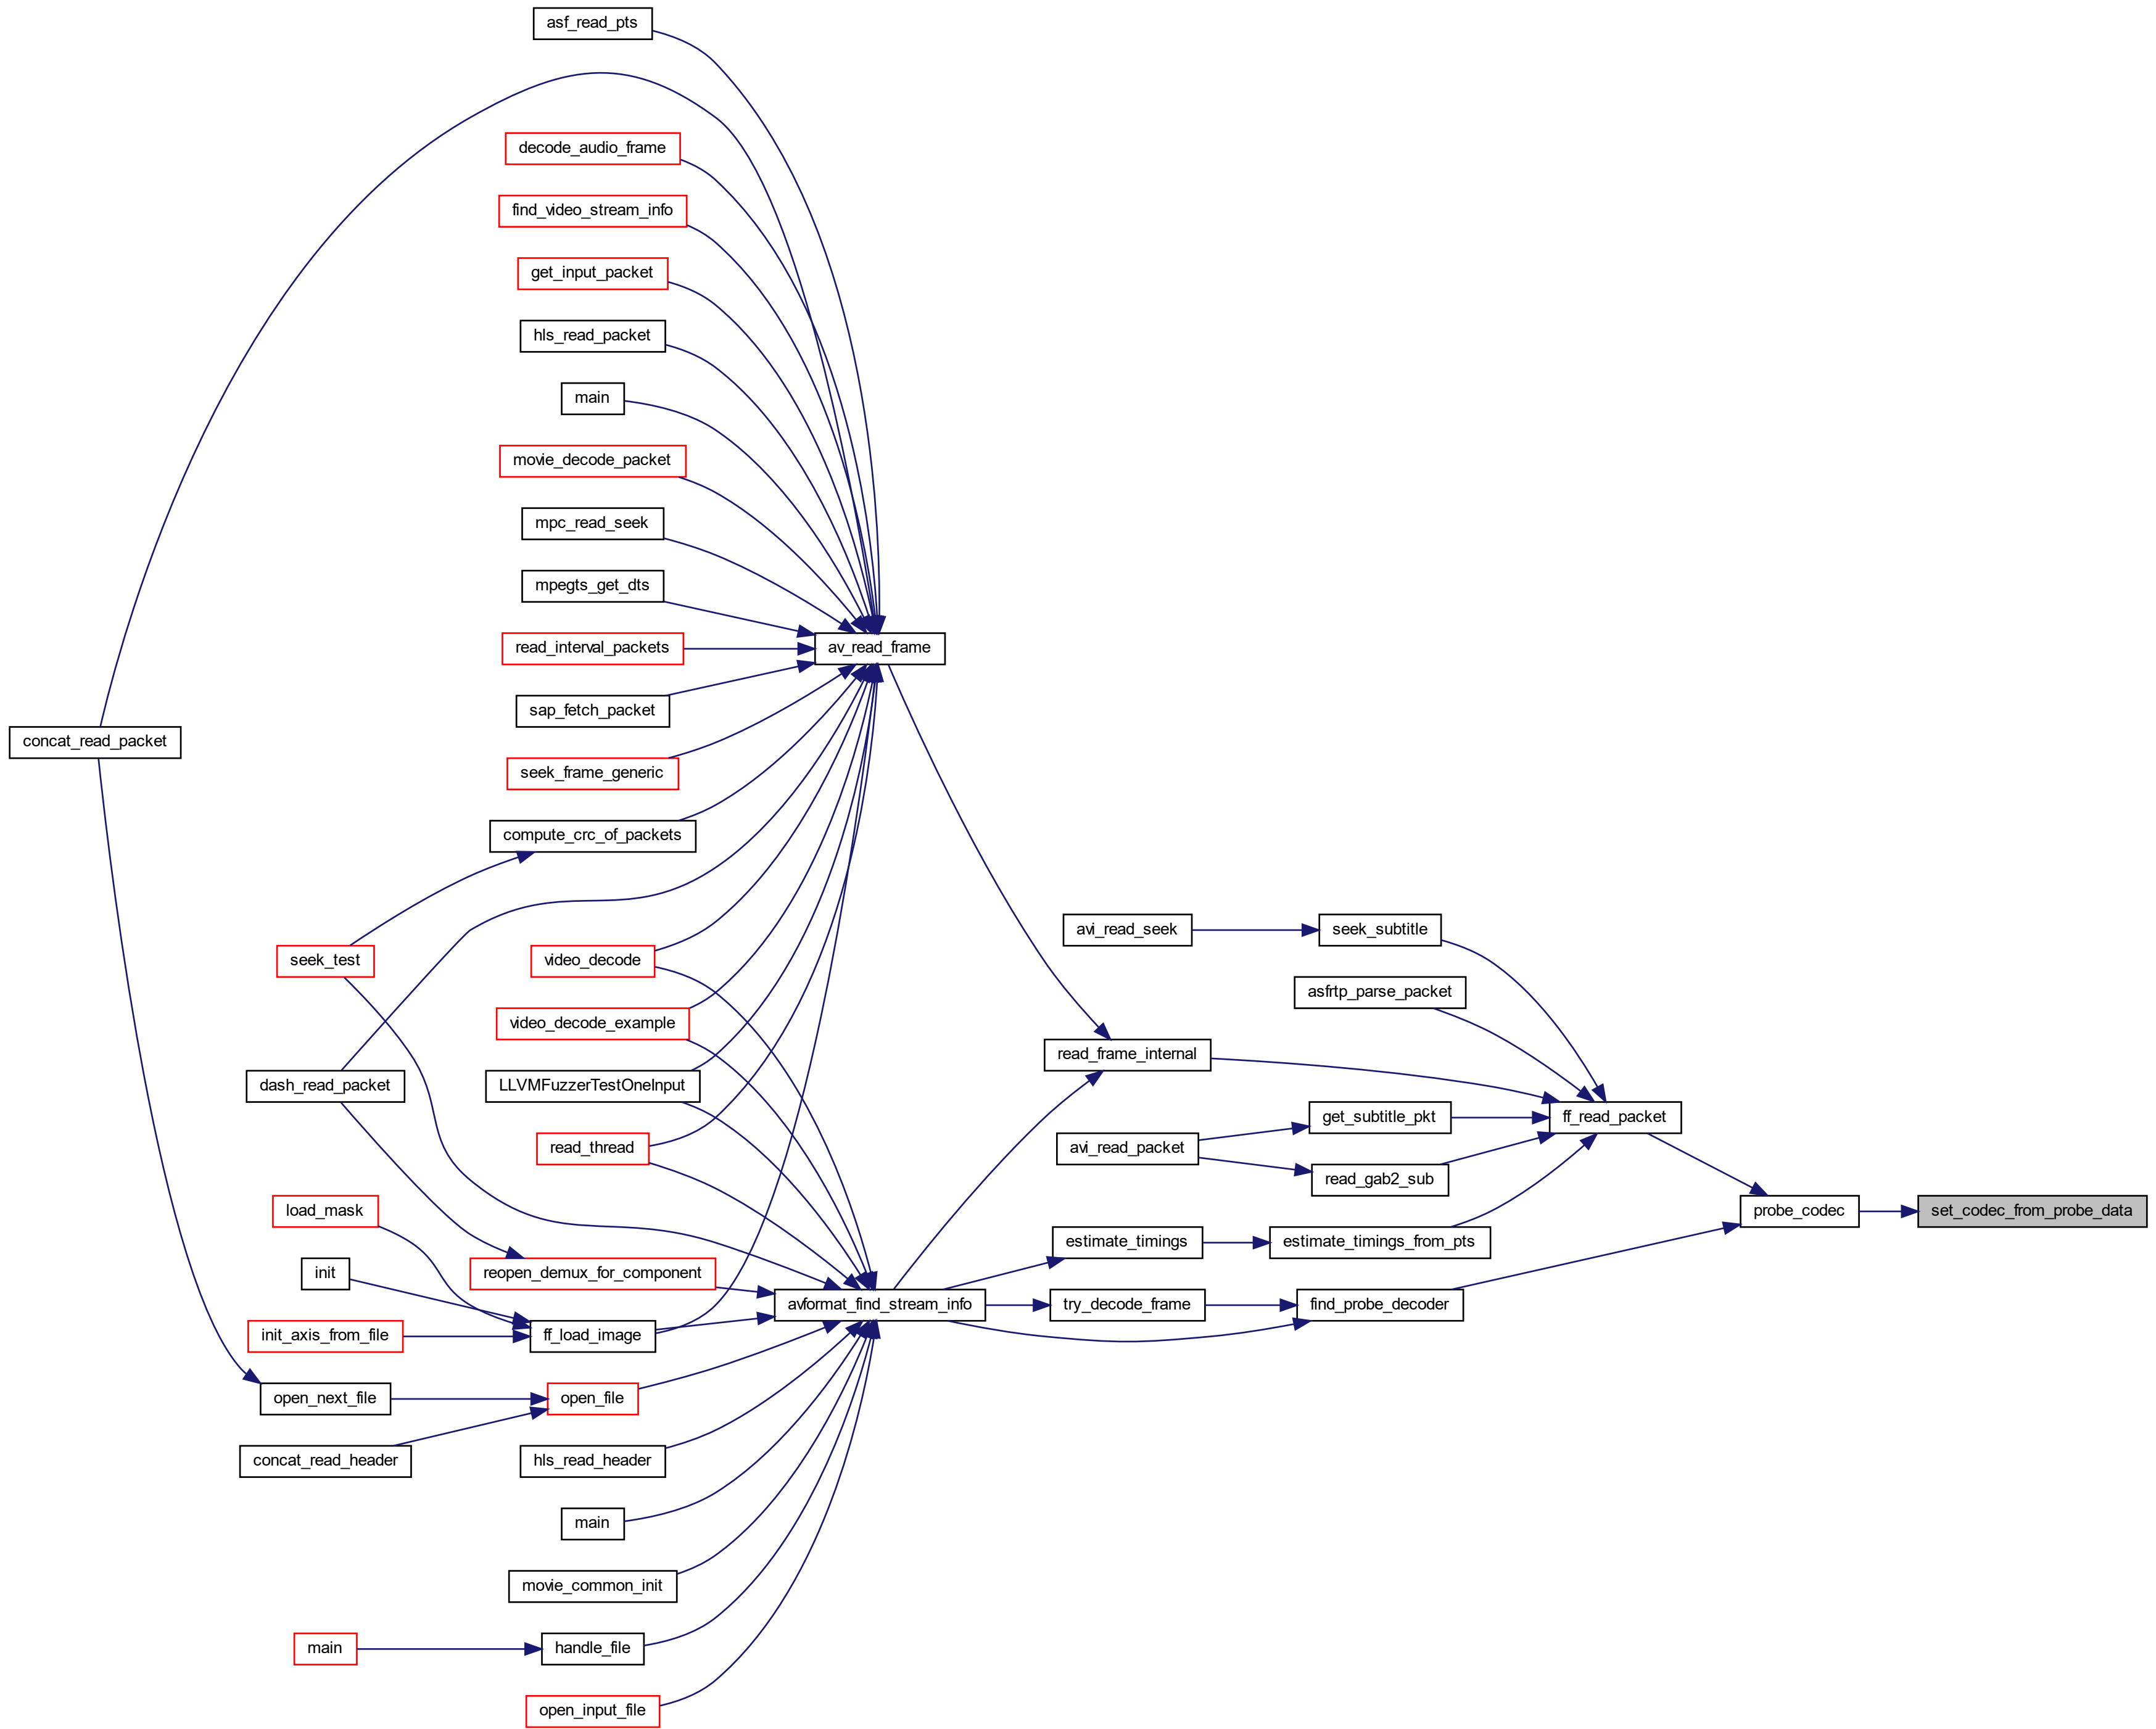 asf_read_pts
decode_audio_frame
find_video_stream_info
get_input_packet
hls_read_packet
main
movie_decode_packet
mpc_read_seek
mpegts_get_dts
read_interval_packets
av_read_frame
sap_fetch_packet
concat_read_packet
seek_frame_generic
compute_crc_of_packets
avi_read_seek
seek_subtitle
seek_test
video_decode
asfrtp_parse_packet
video_decode_example
read_frame_internal
dash_read_packet
LLVMFuzzerTestOneInput
get_subtitle_pkt
ff_read_packet
read_thread
avi_read_packet
read_gab2_sub
load_mask
probe_codec
set_codec_from_probe_data
estimate_timings
estimate_timings_from_pts
init
reopen_demux_for_component
avformat_find_stream_info
try_decode_frame
find_probe_decoder
init_axis_from_file
ff_load_image
open_next_file
open_file
concat_read_header
hls_read_header
main
movie_common_init
main
handle_file
open_input_file